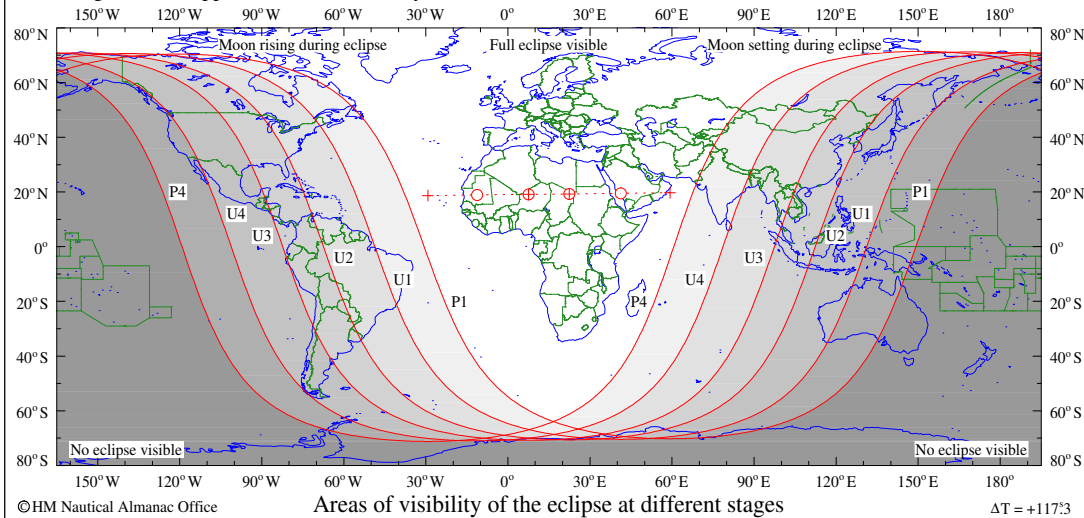 150°W 120°W 90°W 60°W 30°W 0° 30°E 60°E 90°E 120°E 150°E 180°
80°N 80°N
Moon rising during eclipse Full eclipse visible Moon setting during eclipse
60°N 60°N
40°N 40°N
20°N P4 P1 20°N
U4 U1
U3 U2
0° 0°
U2 U3
U1 U4
20°S P1 P4 20°S
40°S 40°S
60°S 60°S
No eclipse visible No eclipse visible
80°S 80°S
150°W 120°W 90°W 60°W 30°W 0° 30°E 60°E 90°E 120°E 150°E 180°
©HM Nautical Almanac Office Areas of visibility of the eclipse at different stages ΔT = +117ˢ.3